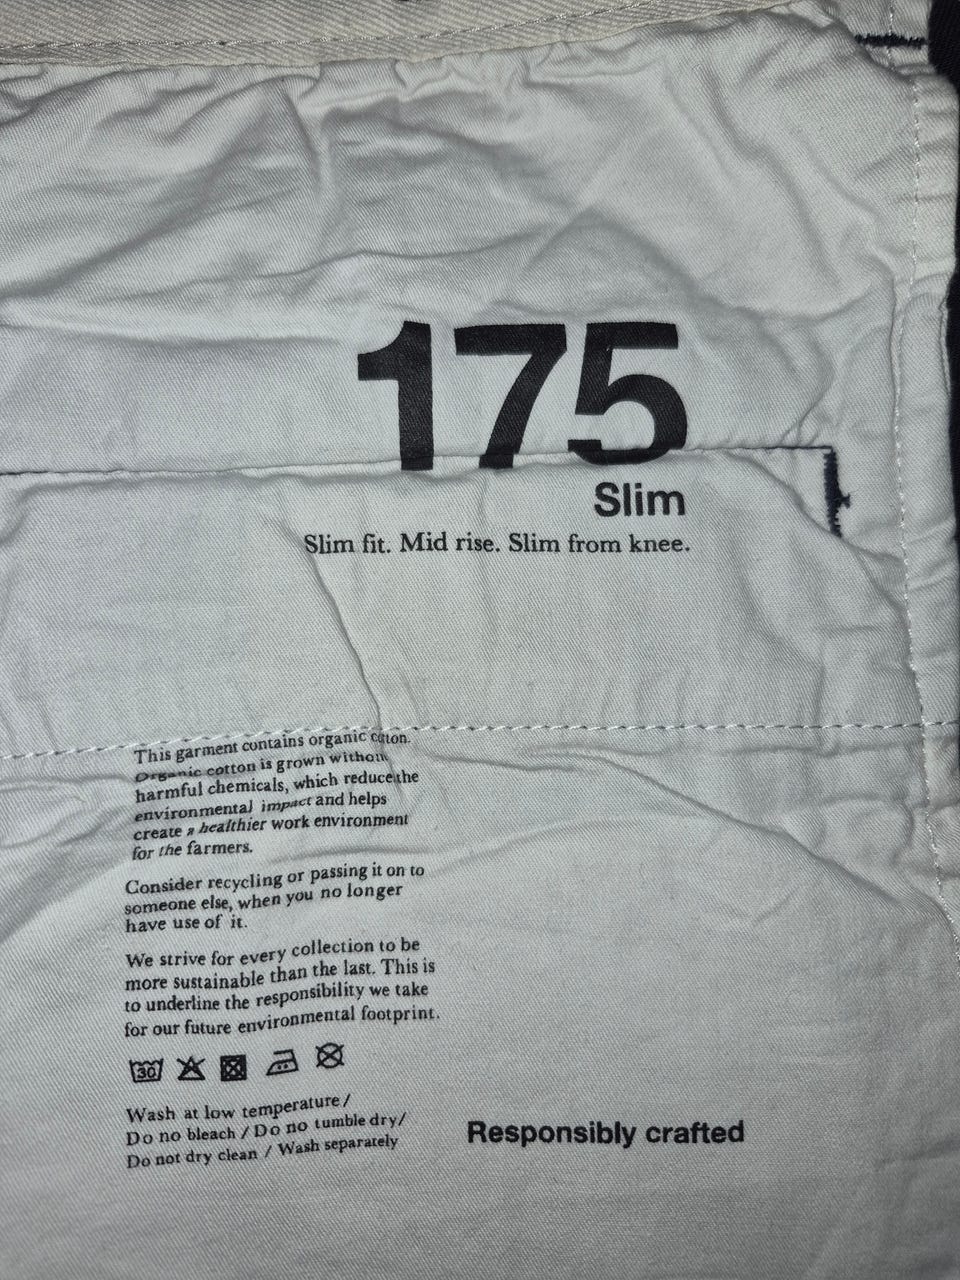 175
Slim
Slim fit. Mid rise. Slim from knee.
This garment contains organic cotton.
Organic cotton is grown without
harmful chemicals, which reduce the
environmental impact and helps
create a healthier work environment
for the farmers.
Consider recycling or passing it on to
someone else, when you no longer
have use of it.
We strive for every collection to be
more sustainable than the last. This is
to underline the responsibility we take
for our future environmental footprint.
30
Wash at low temperature /
Do no bleach / Do no tumble dry /
Do not dry clean / Wash separately
Responsibly crafted